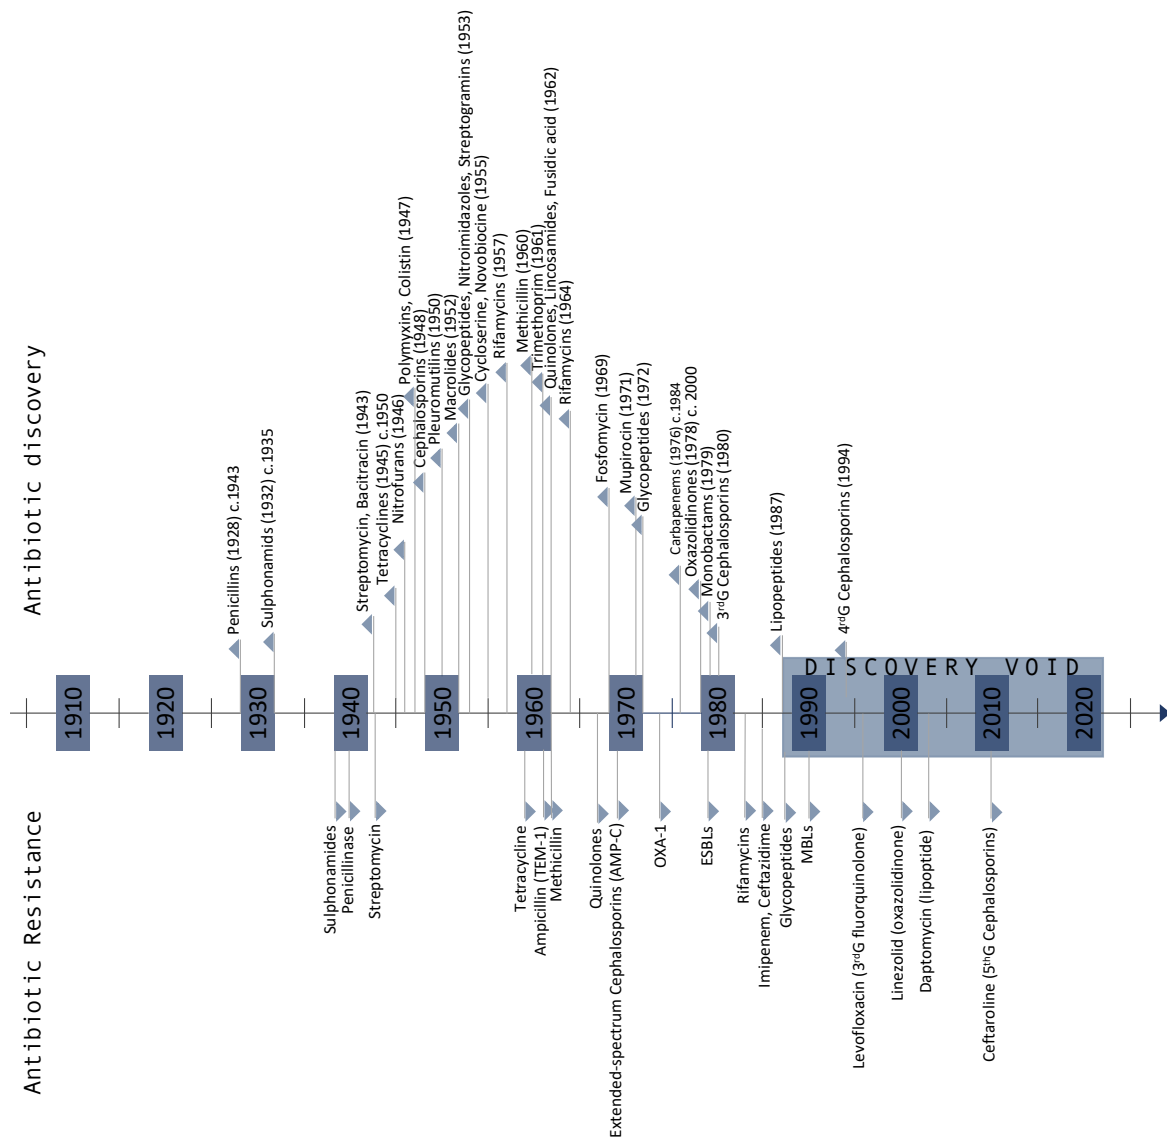 Antibiotic discovery
Penicillins (1928) c.1943
Sulphonamids (1932) c.1935
Streptomycin, Bacitracin (1943)
Tetracyclines (1945) c.1950
Nitrofurans (1946)
Polymyxins, Colistin (1947)
Cephalosporins (1948)
Pleuromutilins (1950)
Macrolides (1952)
Glycopeptides, Nitroimidazoles, Streptogramins (1953)
Cycloserine, Novobiocine (1955)
Rifamycins (1957)
Methicillin (1960)
Trimethoprim (1961)
Quinolones, Lincosamides, Fusidic acid (1962)
Rifamycins (1964)
Fosfomycin (1969)
Mupirocin (1971)
Glycopeptides (1972)
Carbapenems (1976) c.1984
Oxazolidinones (1978) c. 2000
Monobactams (1979)
3rdG Cephalosporins (1980)
Lipopeptides (1987)
4rdG Cephalosporins (1994)
DISCOVERY VOID
1910
1920
1930
1940
1950
1960
1970
1980
1990
2000
2010
2020
Antibiotic Resistance
Sulphonamides
Penicillinase
Streptomycin
Tetracycline
Ampicillin (TEM-1)
Methicillin
Quinolones
Extended-spectrum Cephalosporins (AMP-C)
OXA-1
ESBLs
Rifamycins
Imipenem, Ceftazidime
Glycopeptides
MBLs
Levofloxacin (3rdG fluorquinolone)
Linezolid (oxazolidinone)
Daptomycin (lipoptide)
Ceftaroline (5thG Cephalosporins)